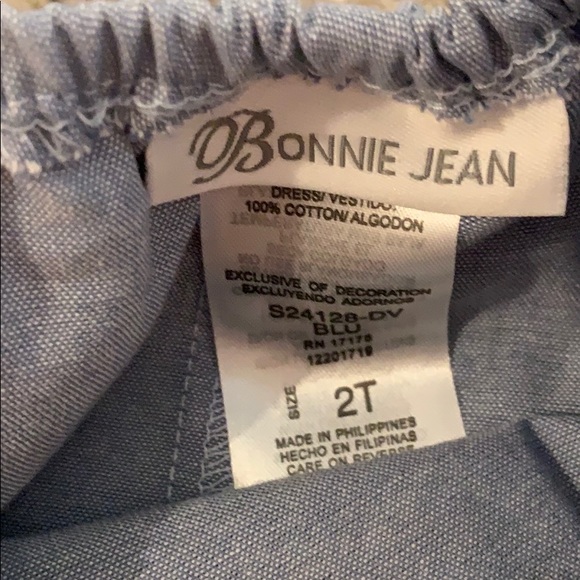 BONNIE JEAN
DRESS/VESTIDO:
100% COTTON/ALGODON
EXCLUSIVE OF DECORATION
EXCLUYENDO ADORNOS
S24128-DV
BLU
RN 17175
12201719
SIZE 2T
MADE IN PHILIPPINES
HECHO EN FILIPINAS
CARE ON REVERSE